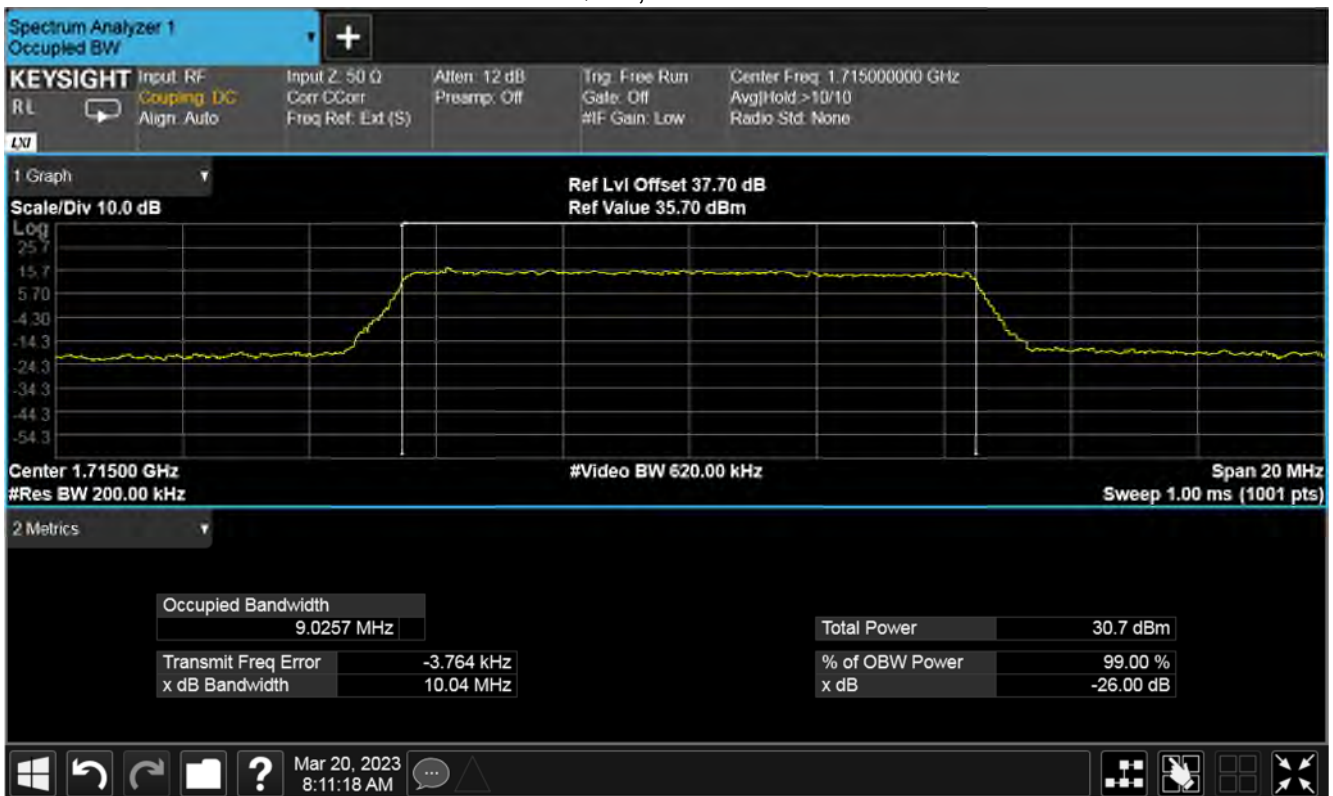 Spectrum Analyzer 1
Occupied BW
+
KEYSIGHT
RL
LXI
Input: RF
Coupling: DC
Align: Auto
Input Z: 50 Ω
Corr CCorr
Freq Ref: Ext (S)
Atten: 12 dB
Preamp: Off
Trig: Free Run
Gate: Off
#IF Gain: Low
Center Freq: 1.715000000 GHz
Avg|Hold:>10/10
Radio Std: None
1 Graph
Scale/Div 10.0 dB
Ref Lvl Offset 37.70 dB
Ref Value 35.70 dBm
Log
25.7
15.7
5.70
-4.30
-14.3
-24.3
-34.3
-44.3
-54.3
Center 1.71500 GHz
#Video BW 620.00 kHz
Span 20 MHz
#Res BW 200.00 kHz
Sweep 1.00 ms (1001 pts)
2 Metrics
Occupied Bandwidth
9.0257 MHz
Transmit Freq Error -3.764 kHz
x dB Bandwidth 10.04 MHz
Total Power 30.7 dBm
% of OBW Power 99.00 %
x dB -26.00 dB
?
Mar 20, 2023
8:11:18 AM